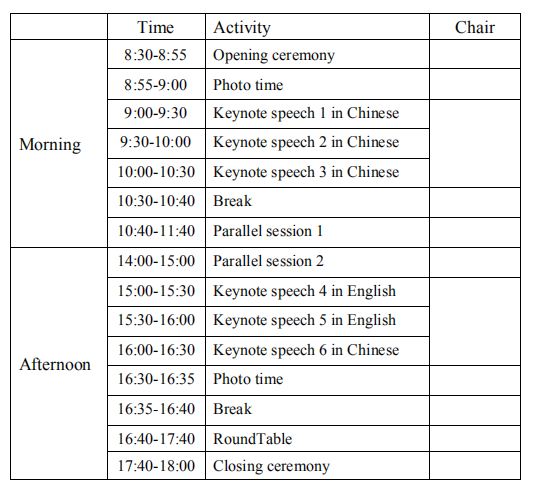 Time Activity Chair
Morning
8:30-8:55 Opening ceremony
8:55-9:00 Photo time
9:00-9:30 Keynote speech 1 in Chinese
9:30-10:00 Keynote speech 2 in Chinese
10:00-10:30 Keynote speech 3 in Chinese
10:30-10:40 Break
10:40-11:40 Parallel session 1
Afternoon
14:00-15:00 Parallel session 2
15:00-15:30 Keynote speech 4 in English
15:30-16:00 Keynote speech 5 in English
16:00-16:30 Keynote speech 6 in Chinese
16:30-16:35 Photo time
16:35-16:40 Break
16:40-17:40 RoundTable
17:40-18:00 Closing ceremony